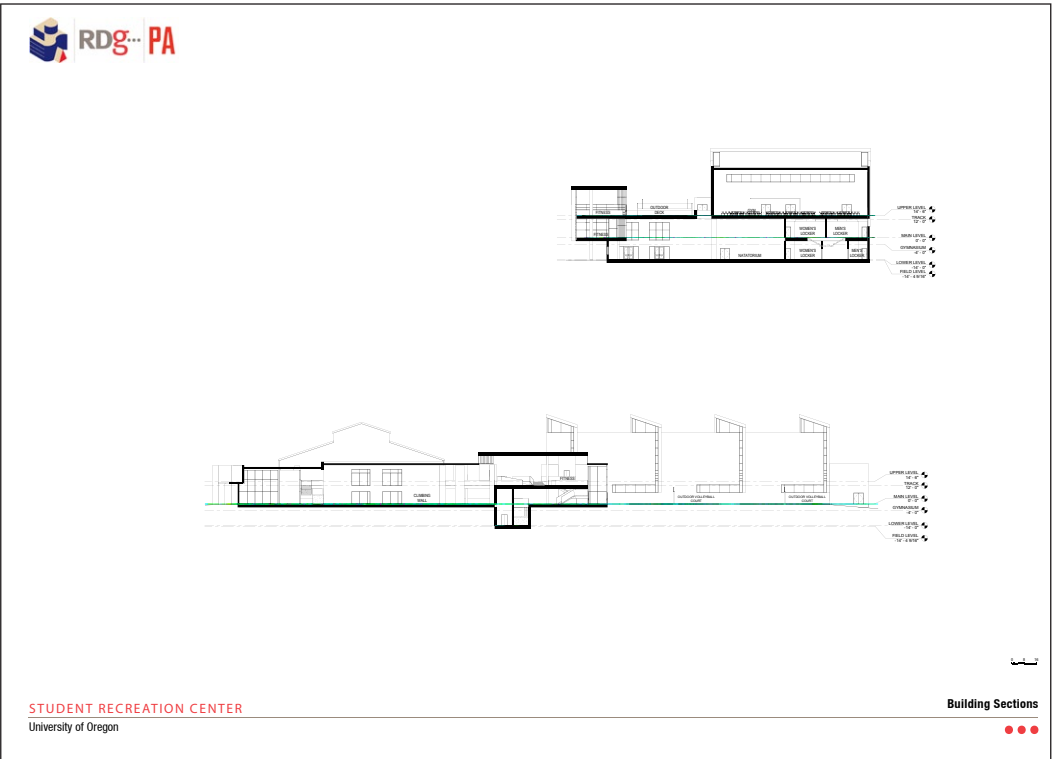 RDg... PA
UPPER LEVEL
14' - 6"
TRACK
12' - 0"
MAIN LEVEL
0' - 0"
GYMNASIUM
-4' - 0"
LOWER LEVEL
-14' - 0"
FIELD LEVEL
-14' - 4 9/16"
FITNESS
OUTDOOR
DECK
FITNESS
WOMEN'S
LOCKER
MEN'S
LOCKER
NATATORIUM
WOMEN'S
LOCKER
MEN'S
LOCKER
UPPER LEVEL
14' - 6"
TRACK
12' - 0"
MAIN LEVEL
0' - 0"
GYMNASIUM
-4' - 0"
LOWER LEVEL
-14' - 0"
FIELD LEVEL
-14' - 4 9/16"
FITNESS
CLIMBING
WALL
OUTDOOR VOLLEYBALL
COURT
OUTDOOR VOLLEYBALL
COURT
STUDENT RECREATION CENTER
University of Oregon
Building Sections